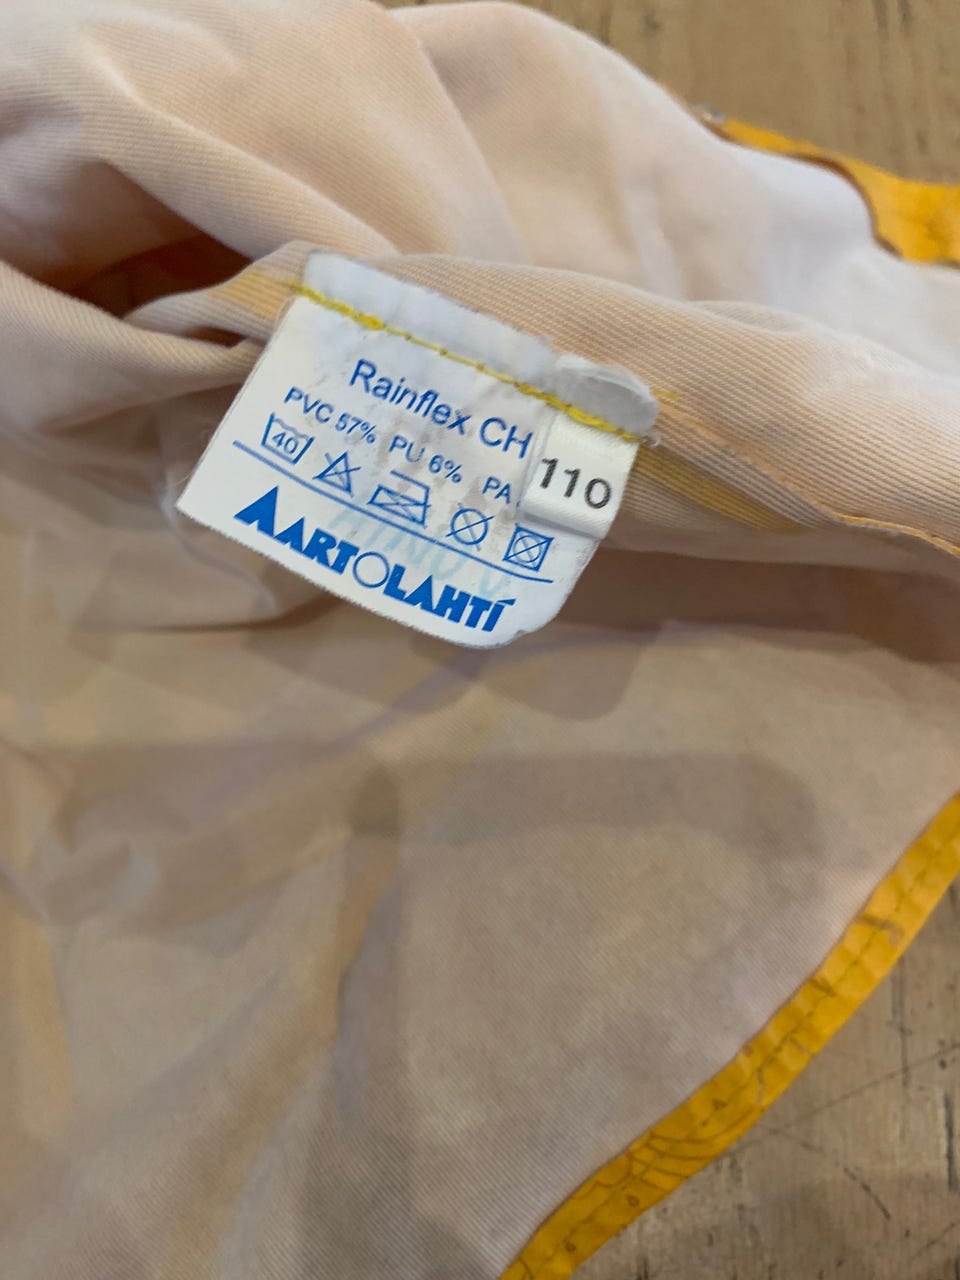 Rainflex CH
PVC 57% PU 6% PA
110
40
AARTOLAHTI